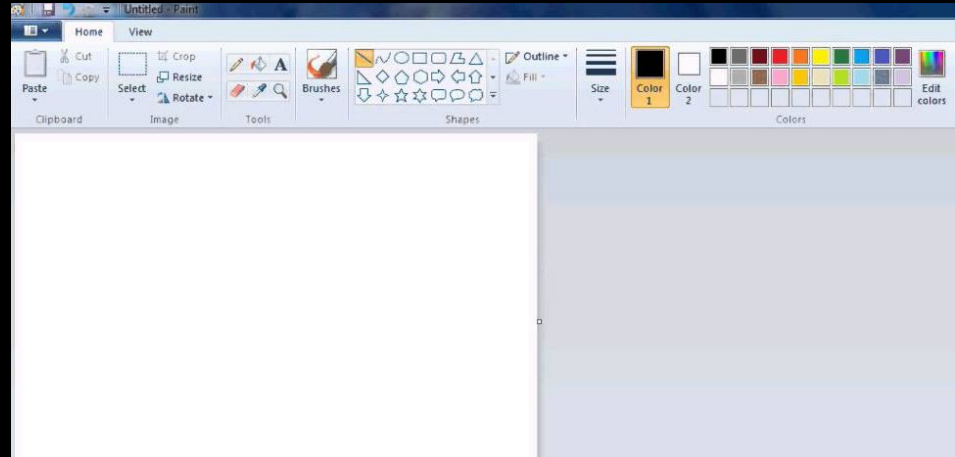 Untitled - Paint
Home View
Cut
Copy
Paste
Clipboard
Crop
Resize
Rotate
Select
Image
A
Tools
Brushes
Outline
Fill
Shapes
Size
Color 1
Color 2
Edit colors
Colors